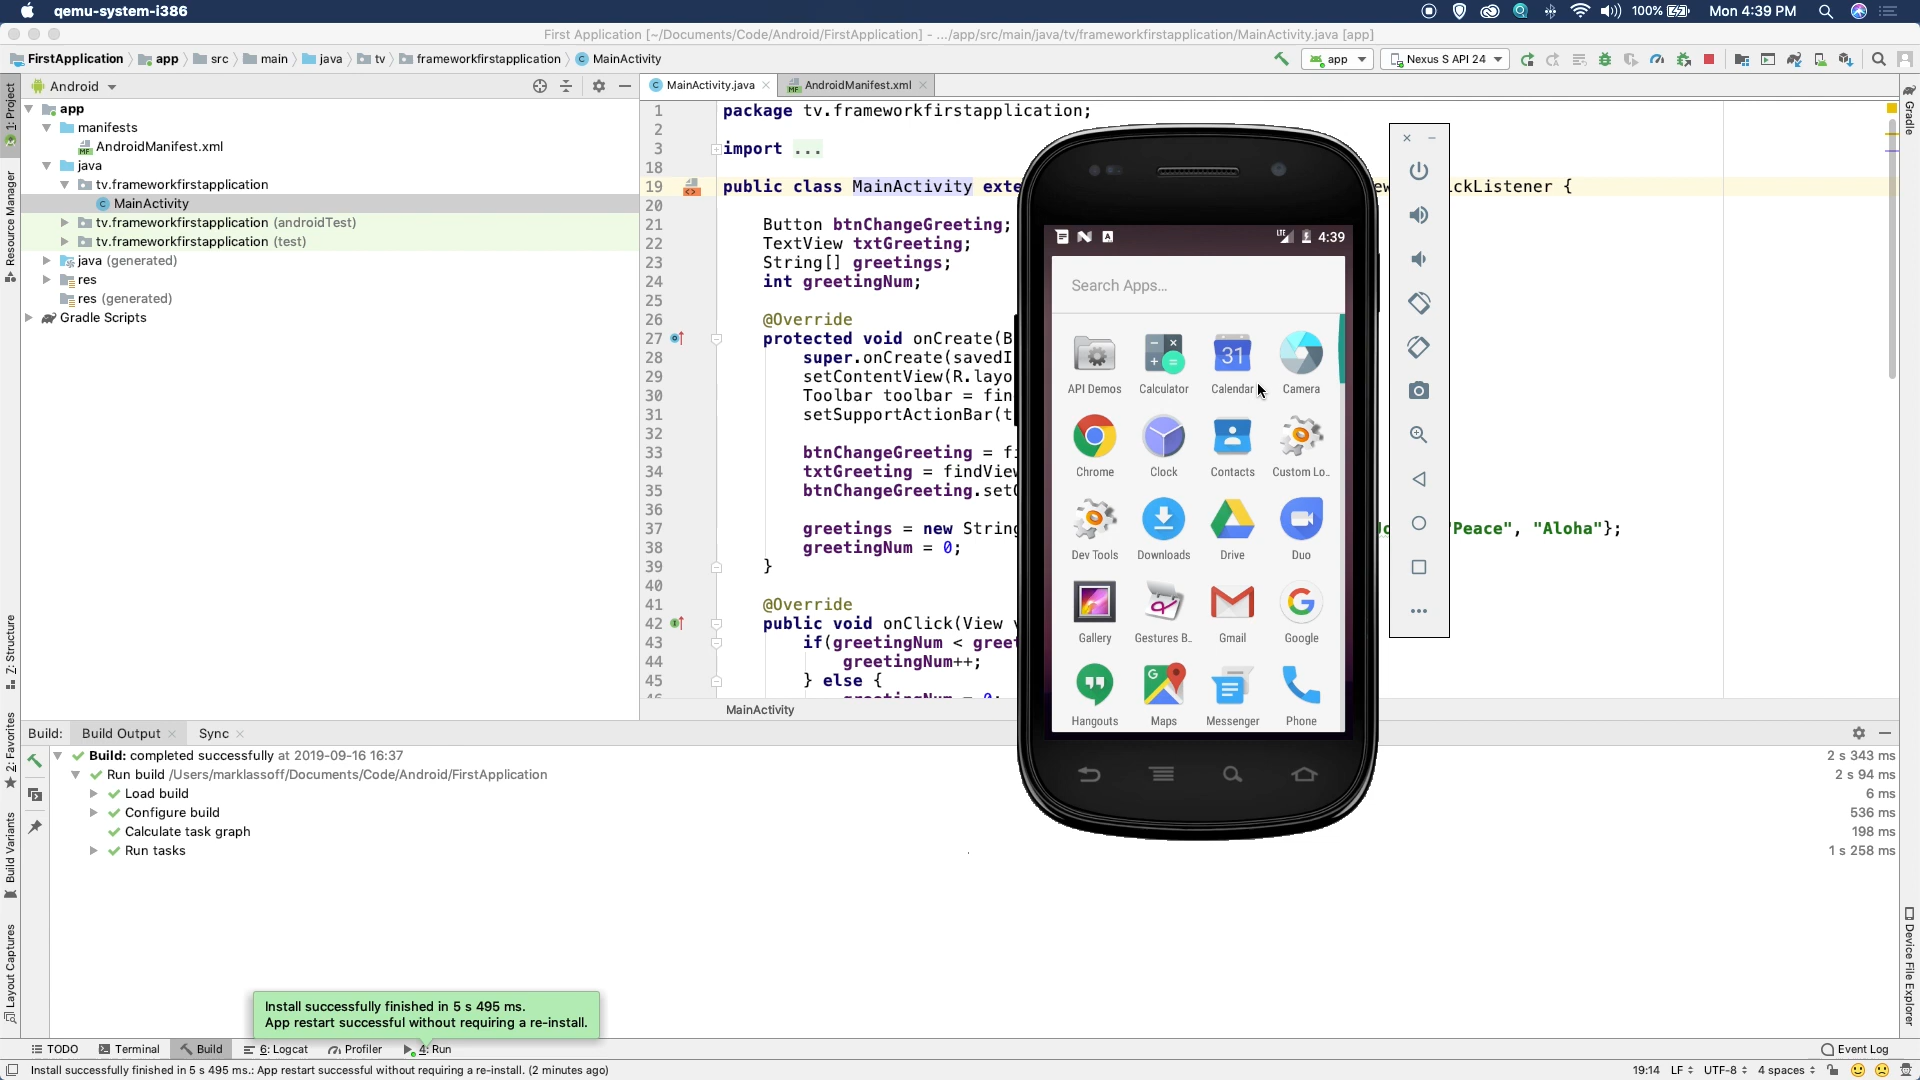 qemu-system-i386
100%
Mon 4:39 PM
First Application [~/Documents/Code/Android/FirstApplication] - .../app/src/main/java/tv/frameworkfirstapplication/MainActivity.java [app]
FirstApplication
app
src
main
java
tv
frameworkfirstapplication
MainActivity
app
Nexus S API 24
1: Project
Resource Manager
Z: Structure
2: Favorites
Build Variants
Layout Captures
Android
app
manifests
AndroidManifest.xml
java
tv.frameworkfirstapplication
MainActivity
tv.frameworkfirstapplication (androidTest)
tv.frameworkfirstapplication (test)
java (generated)
res
res (generated)
Gradle Scripts
MainActivity.java
AndroidManifest.xml
1 package tv.frameworkfirstapplication;
2
3 import ...
18
19 public class MainActivity exte
ickListener {
20
21 Button btnChangeGreeting;
22 TextView txtGreeting;
23 String[] greetings;
24 int greetingNum;
25
26 @Override
27 protected void onCreate(B
28 super.onCreate(savedI
29 setContentView(R.layo
30 Toolbar toolbar = fin
31 setSupportActionBar(t
32
33 btnChangeGreeting = fi
34 txtGreeting = findView
35 btnChangeGreeting.setO
36
37 greetings = new String
"Peace", "Aloha"};
38 greetingNum = 0;
39 }
40
41 @Override
42 public void onClick(View v
43 if(greetingNum < greet
44 greetingNum++;
45 } else {
MainActivity
LTE
4:39
Search Apps...
API Demos
Calculator
31
Calendar
Camera
Chrome
Clock
Contacts
Custom Lo..
Dev Tools
Downloads
Drive
Duo
Gallery
Gestures B..
Gmail
Google
Hangouts
Maps
Messenger
Phone
Gradle
Device File Explorer
Build:
Build Output
Sync
Build: completed successfully at 2019-09-16 16:37
2 s 343 ms
Run build /Users/marklassoff/Documents/Code/Android/FirstApplication
2 s 94 ms
Load build
6 ms
Configure build
536 ms
Calculate task graph
198 ms
Run tasks
1 s 258 ms
Install successfully finished in 5 s 495 ms.
App restart successful without requiring a re-install.
TODO
Terminal
Build
6: Logcat
Profiler
4: Run
Event Log
Install successfully finished in 5 s 495 ms.: App restart successful without requiring a re-install. (2 minutes ago)
19:14
LF
UTF-8
4 spaces